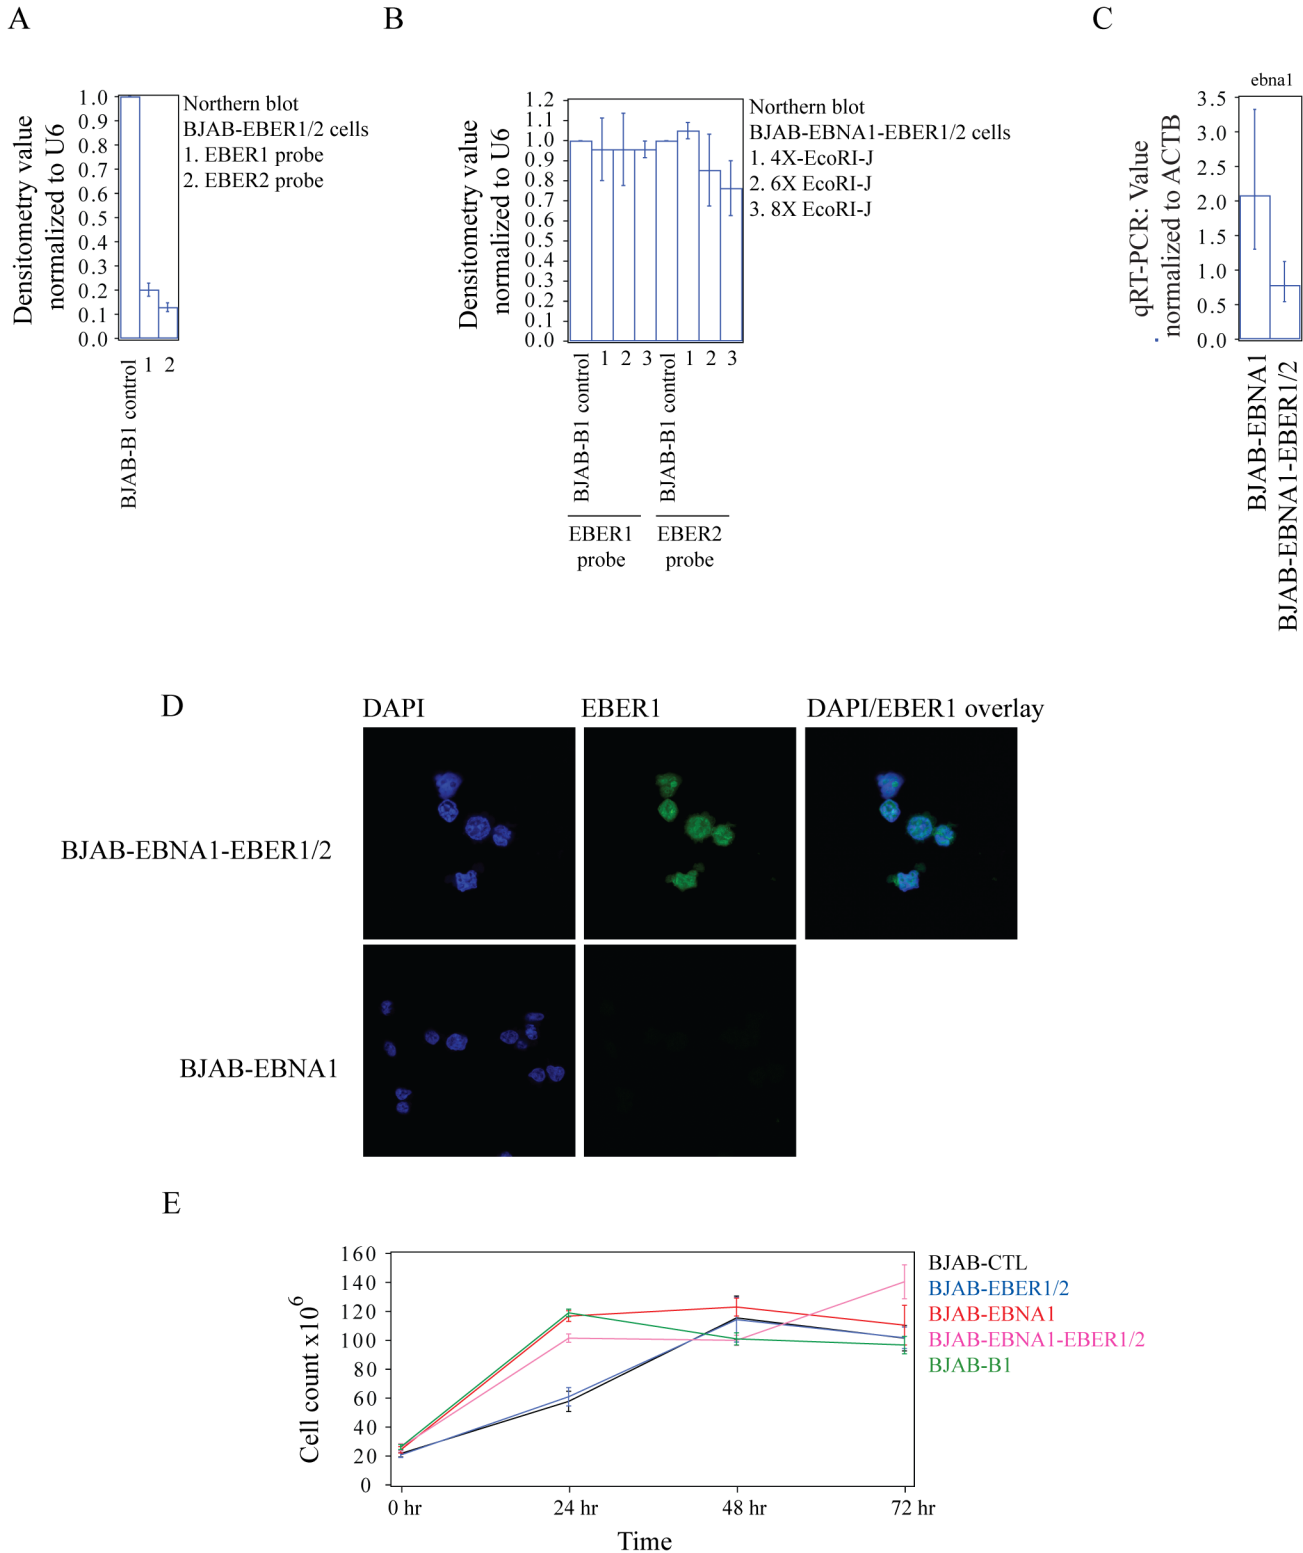 A
B
C
Densitometry value
normalized to U6
1.0
0.9
0.8
0.7
0.6
0.5
0.4
0.3
0.2
0.1
0.0
BJAB-B1 control
1
2
Northern blot
BJAB-EBER1/2 cells
1. EBER1 probe
2. EBER2 probe
Densitometry value
normalized to U6
1.2
1.1
1.0
0.9
0.8
0.7
0.6
0.5
0.4
0.3
0.2
0.1
0.0
BJAB-B1 control
1
2
3
BJAB-B1 control
1
2
3
EBER1
probe
EBER2
probe
Northern blot
BJAB-EBNA1-EBER1/2 cells
1. 4X-EcoRI-J
2. 6X EcoRI-J
3. 8X EcoRI-J
ebna1
qRT-PCR: Value
normalized to ACTB
3.5
3.0
2.5
2.0
1.5
1.0
0.5
0.0
BJAB-EBNA1
BJAB-EBNA1-EBER1/2
D
DAPI
EBER1
DAPI/EBER1 overlay
BJAB-EBNA1-EBER1/2
BJAB-EBNA1
E
Cell count x10⁶
160
140
120
100
80
60
40
20
0
0 hr
24 hr
48 hr
72 hr
Time
BJAB-CTL
BJAB-EBER1/2
BJAB-EBNA1
BJAB-EBNA1-EBER1/2
BJAB-B1